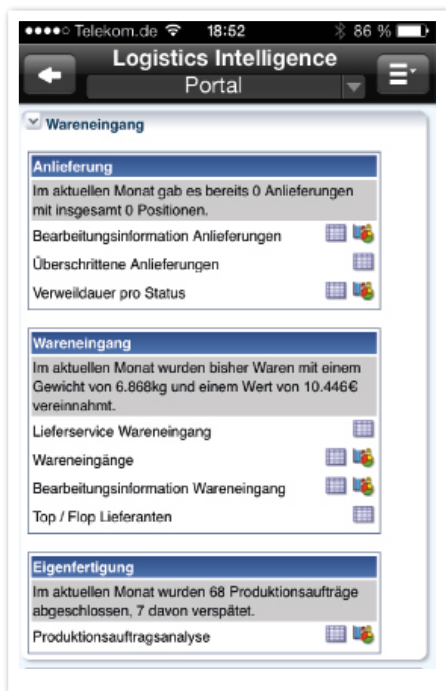 Telekom.de 18:52 86 %
Logistics Intelligence
Portal
Wareneingang
Anlieferung
Im aktuellen Monat gab es bereits 0 Anlieferungen
mit insgesamt 0 Positionen.
Bearbeitungsinformation Anlieferungen
Überschrittene Anlieferungen
Verweildauer pro Status
Wareneingang
Im aktuellen Monat wurden bisher Waren mit einem
Gewicht von 6.868kg und einem Wert von 10.446€
vereinnahmt.
Lieferservice Wareneingang
Wareneingänge
Bearbeitungsinformation Wareneingang
Top / Flop Lieferanten
Eigenfertigung
Im aktuellen Monat wurden 68 Produktionsaufträge
abgeschlossen, 7 davon verspätet.
Produktionsauftragsanalyse